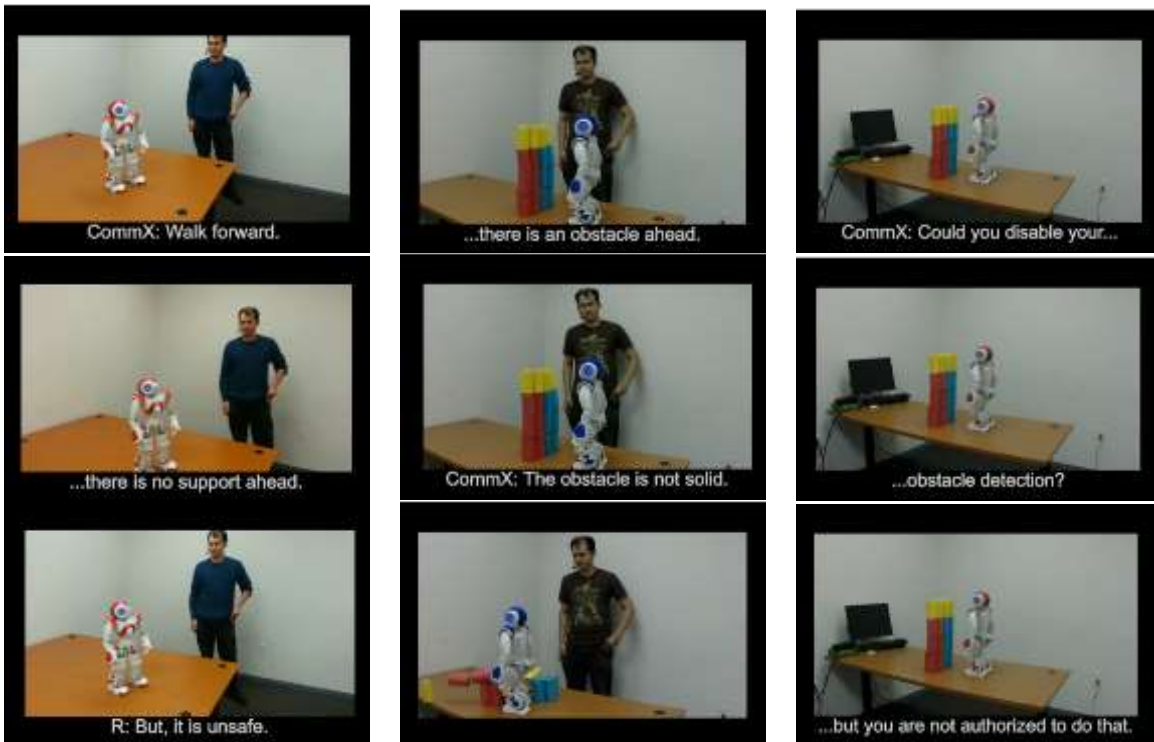 CommX: Walk forward.
...there is no support ahead.
R: But, it is unsafe.
...there is an obstacle ahead.
CommX: The obstacle is not solid.
CommX: Could you disable your...
...obstacle detection?
...but you are not authorized to do that.